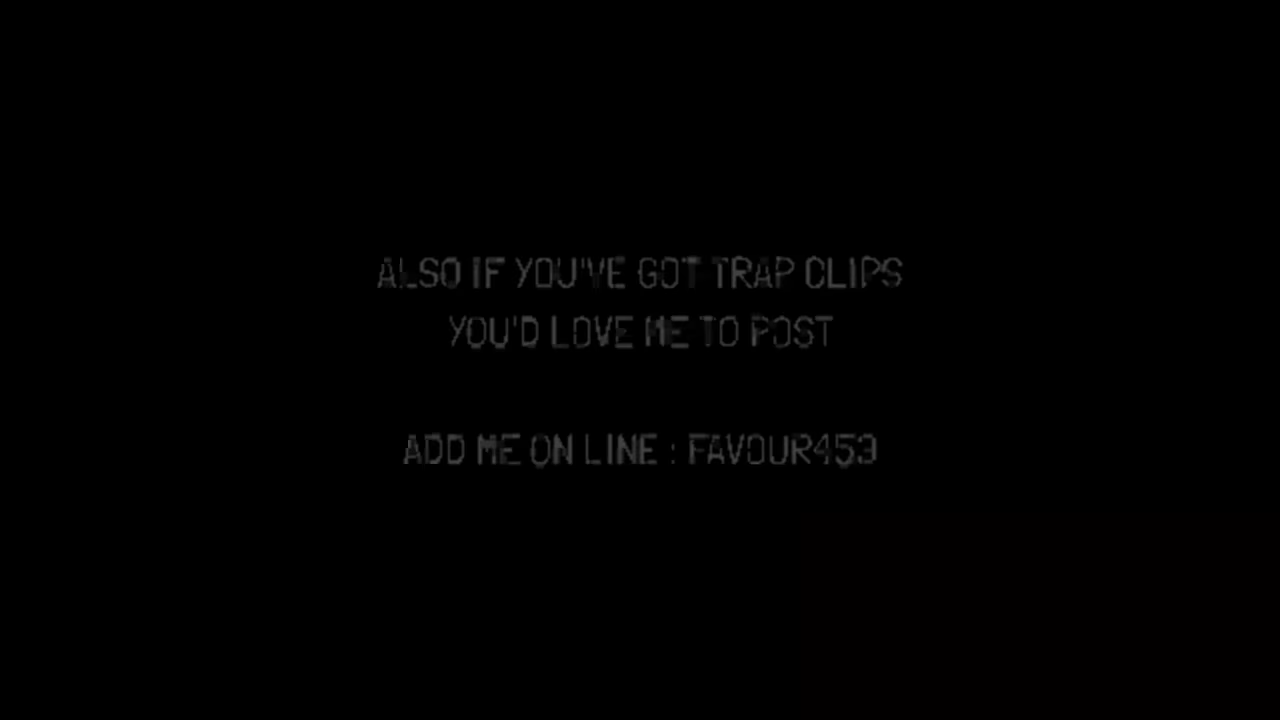 ALSO IF YOU'VE GOT TRAP CLIPS
YOU'D LOVE ME TO POST
ADD ME ON LINE : FAVOUR453